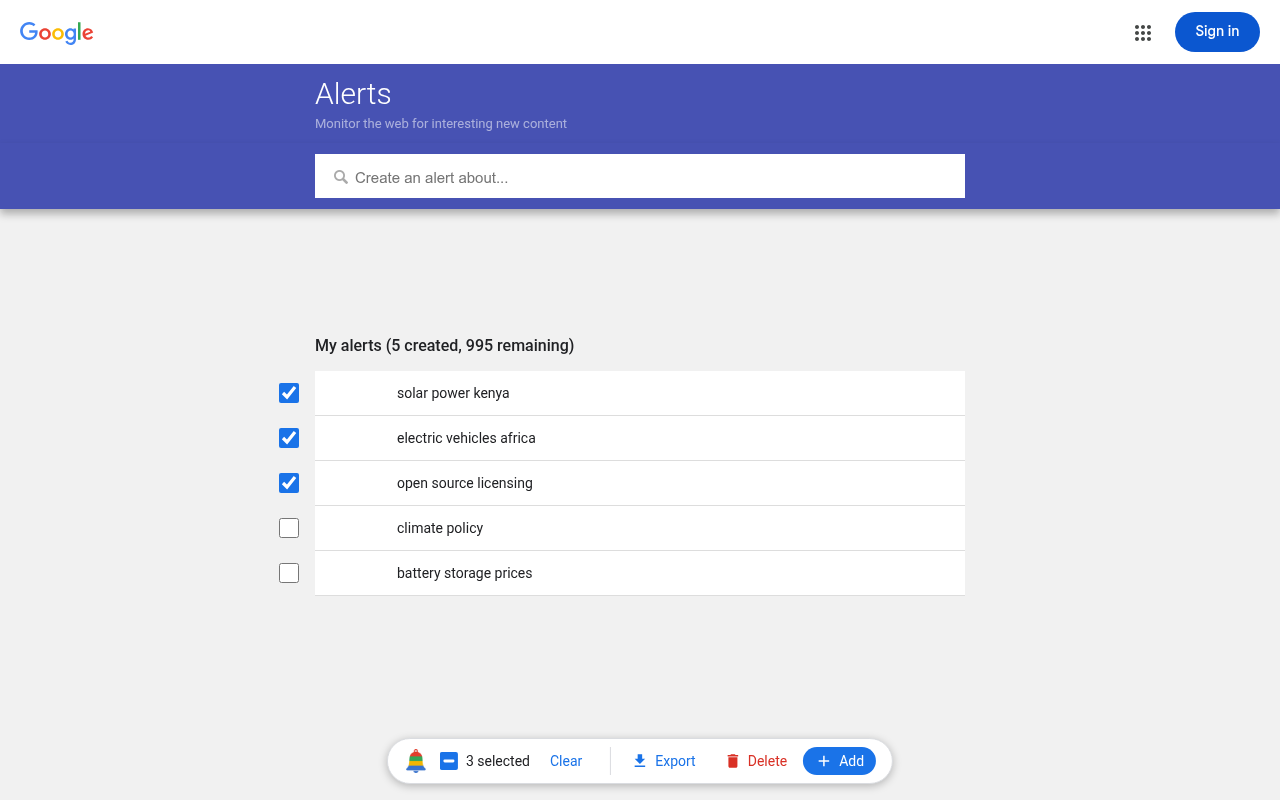 Google
Sign in
Alerts
Monitor the web for interesting new content
Create an alert about...
My alerts (5 created, 995 remaining)
solar power kenya
electric vehicles africa
open source licensing
climate policy
battery storage prices
3 selected Clear Export Delete Add